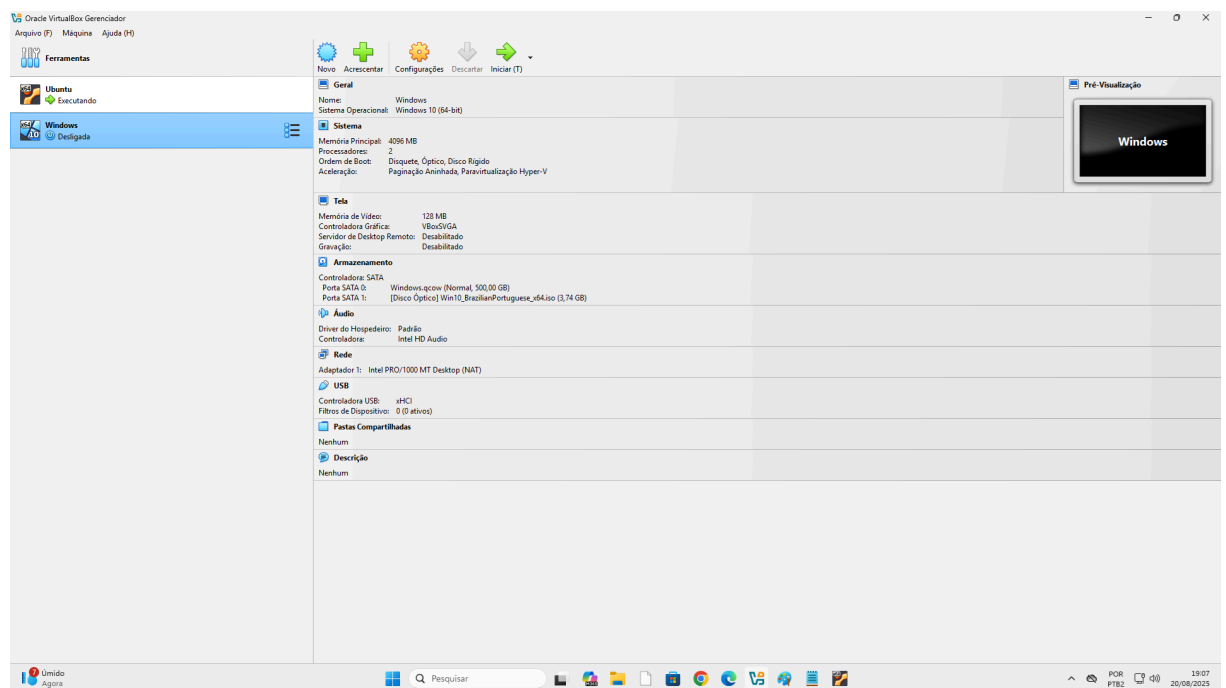 Oracle VirtualBox Gerenciador
Arquivo (F) Máquina Ajuda (H)
Ferramentas
Ubuntu
Executando
Windows
Desligada
Novo Acrescentar Configurações Descartar Iniciar (T)
Geral
Nome: Windows
Sistema Operacional: Windows 10 (64-bit)
Pré-Visualização
Windows
Sistema
Memória Principal: 4096 MB
Processadores: 2
Ordem de Boot: Disquete, Óptico, Disco Rígido
Aceleração: Paginação Aninhada, Paravirtualização Hyper-V
Tela
Memória de Vídeo: 128 MB
Controladora Gráfica: VBoxSVGA
Servidor de Desktop Remoto: Desabilitado
Gravação: Desabilitado
Armazenamento
Controladora: SATA
Porta SATA 0: Windows.qcow (Normal, 500,00 GB)
Porta SATA 1: [Disco Óptico] Win10_BrazilianPortuguese_x64.iso (3,74 GB)
Áudio
Driver do Hospedeiro: Padrão
Controladora: Intel HD Audio
Rede
Adaptador 1: Intel PRO/1000 MT Desktop (NAT)
USB
Controladora USB: xHCI
Filtros de Dispositivo: 0 (0 ativos)
Pastas Compartilhadas
Nenhum
Descrição
Nenhum
7
Úmido
Agora
Pesquisar
POR
PTB2
19:07
20/08/2025